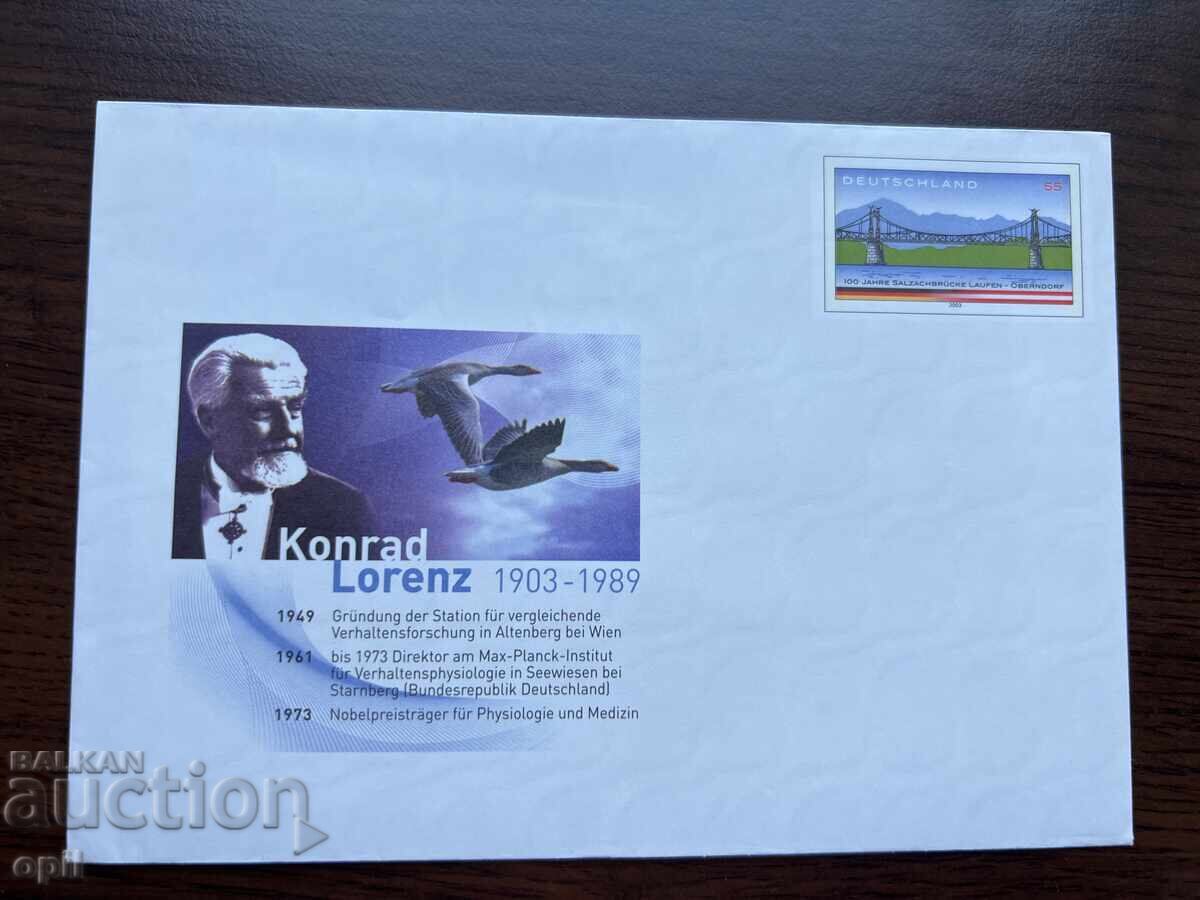 DEUTSCHLAND 55
100 JAHRE SALZACHBRÜCKE LAUFEN - OBERNDORF
2003
Konrad
Lorenz 1903-1989
1949 Gründung der Station für vergleichende
Verhaltensforschung in Altenberg bei Wien
1961 bis 1973 Direktor am Max-Planck-Institut
für Verhaltensphysiologie in Seewiesen bei
Starnberg (Bundesrepublik Deutschland)
1973 Nobelpreisträger für Physiologie und Medizin
BALKAN
auction
opil